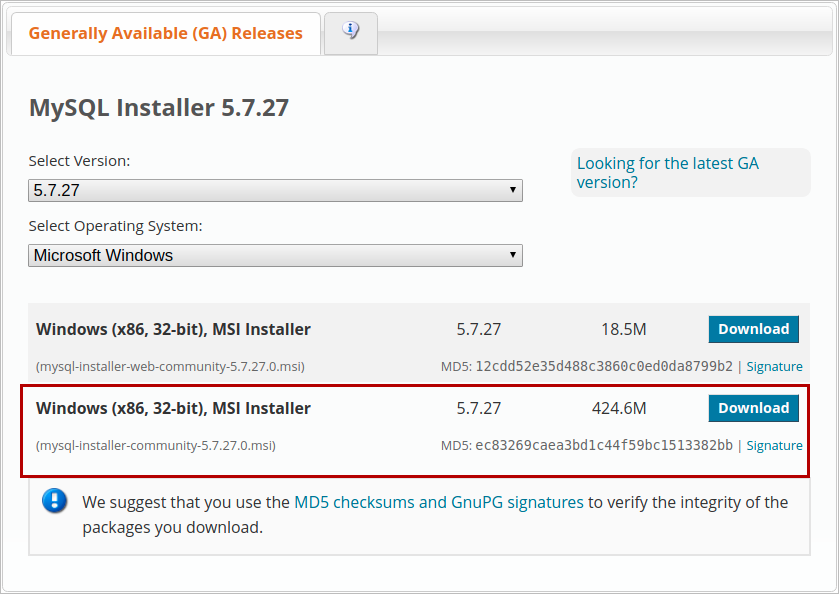 Generally Available (GA) Releases
MySQL Installer 5.7.27
Select Version:
5.7.27
Looking for the latest GA
version?
Select Operating System:
Microsoft Windows
Windows (x86, 32-bit), MSI Installer 5.7.27 18.5M Download
(mysql-installer-web-community-5.7.27.0.msi) MD5: 12cdd52e35d488c3860c0ed0da8799b2 | Signature
Windows (x86, 32-bit), MSI Installer 5.7.27 424.6M Download
(mysql-installer-community-5.7.27.0.msi) MD5: ec83269caea3bd1c44f59bc1513382bb | Signature
We suggest that you use the MD5 checksums and GnuPG signatures to verify the integrity of the
packages you download.